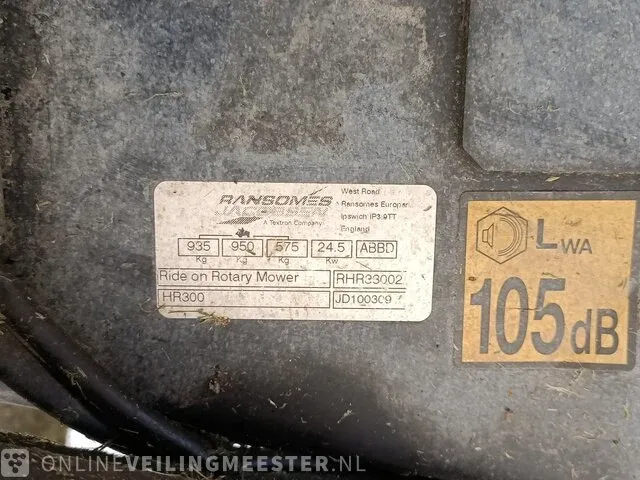 RANSOMES
JACOBSEN
A Textron Company
West Road
Ransomes Europar
Ipswich IP3 9TT
England
935 950 575 24.5 ABBD
Kg Kg Kg Kw
Ride on Rotary Mower RHR33002
HR300 JD100309
LWA
105dB
ONLINEVEILINGMEESTER.NL